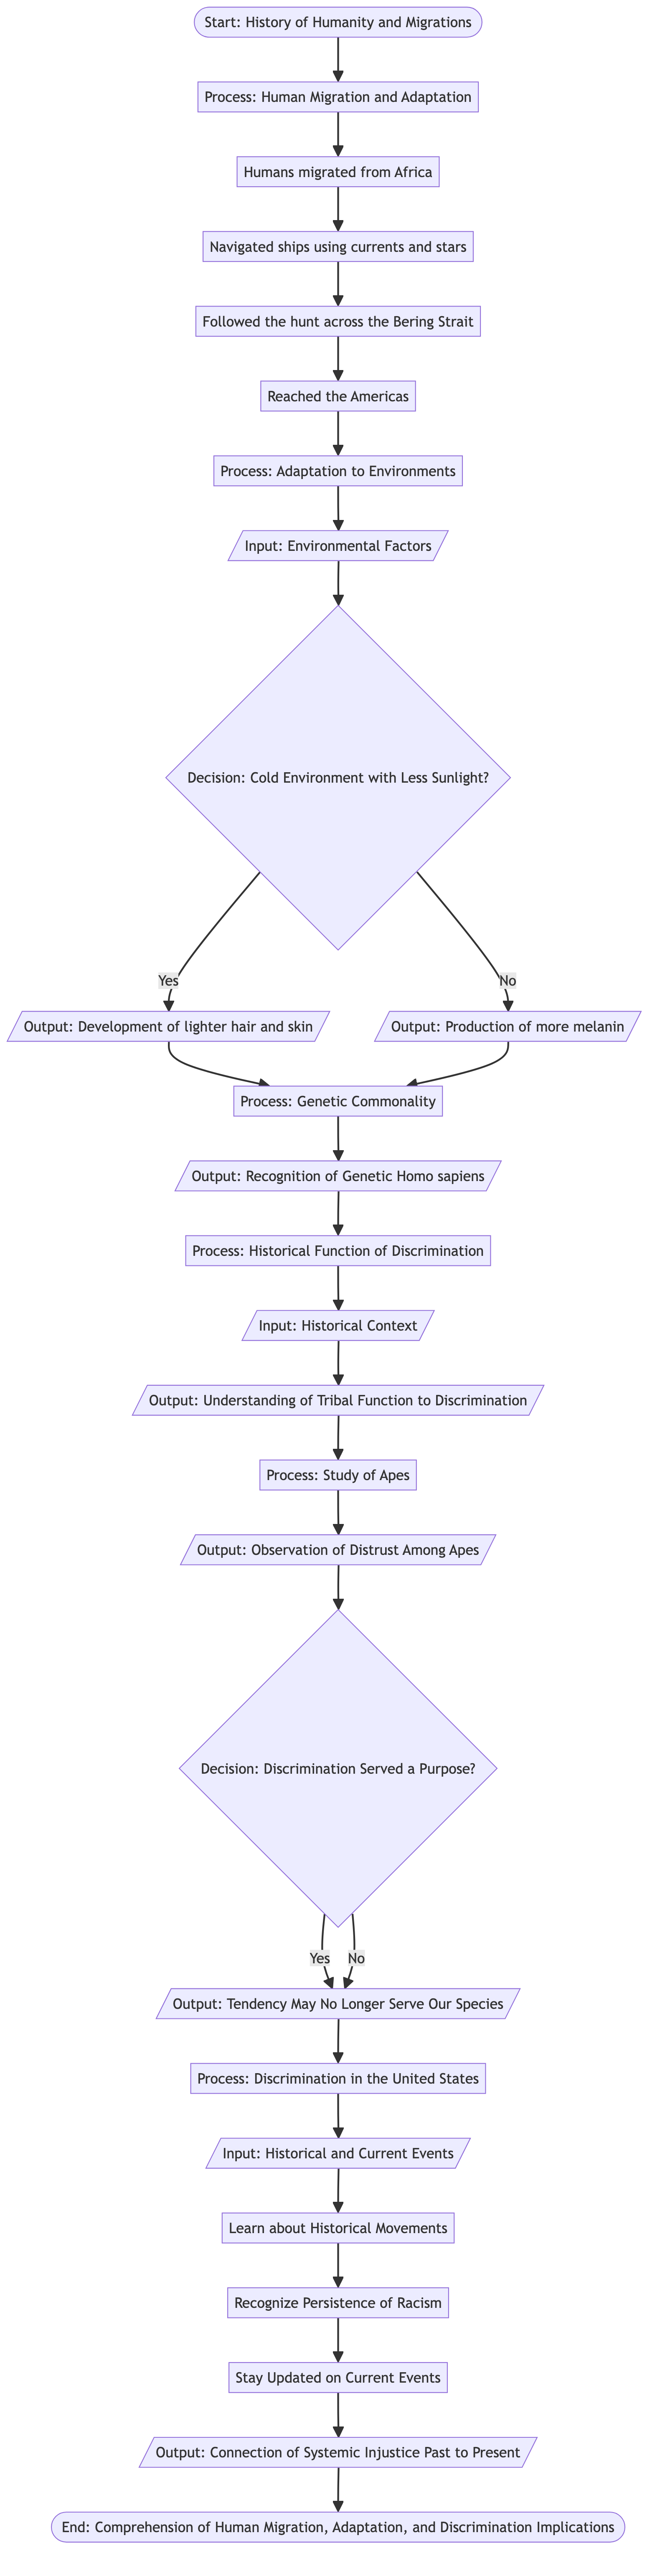 Start: History of Humanity and Migrations
Process: Human Migration and Adaptation
Humans migrated from Africa
Navigated ships using currents and stars
Followed the hunt across the Bering Strait
Reached the Americas
Process: Adaptation to Environments
Input: Environmental Factors
Decision: Cold Environment with Less Sunlight?
Yes
No
Output: Development of lighter hair and skin
Output: Production of more melanin
Process: Genetic Commonality
Output: Recognition of Genetic Homo sapiens
Process: Historical Function of Discrimination
Input: Historical Context
Output: Understanding of Tribal Function to Discrimination
Process: Study of Apes
Output: Observation of Distrust Among Apes
Decision: Discrimination Served a Purpose?
Yes
No
Output: Tendency May No Longer Serve Our Species
Process: Discrimination in the United States
Input: Historical and Current Events
Learn about Historical Movements
Recognize Persistence of Racism
Stay Updated on Current Events
Output: Connection of Systemic Injustice Past to Present
End: Comprehension of Human Migration, Adaptation, and Discrimination Implications